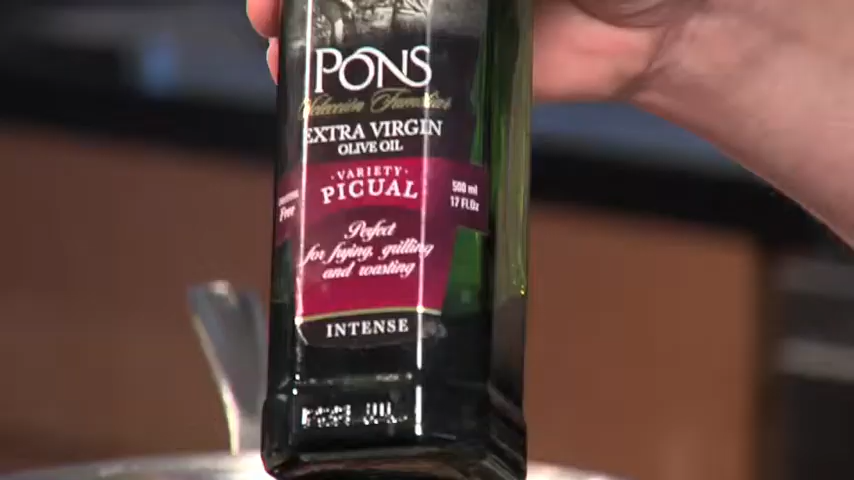 PONS
Selección Familiar
EXTRA VIRGIN
OLIVE OIL
· VARIETY ·
PICUAL
Free
500 ml
17 Fl.Oz
Perfect
for frying, grilling
and roasting
INTENSE